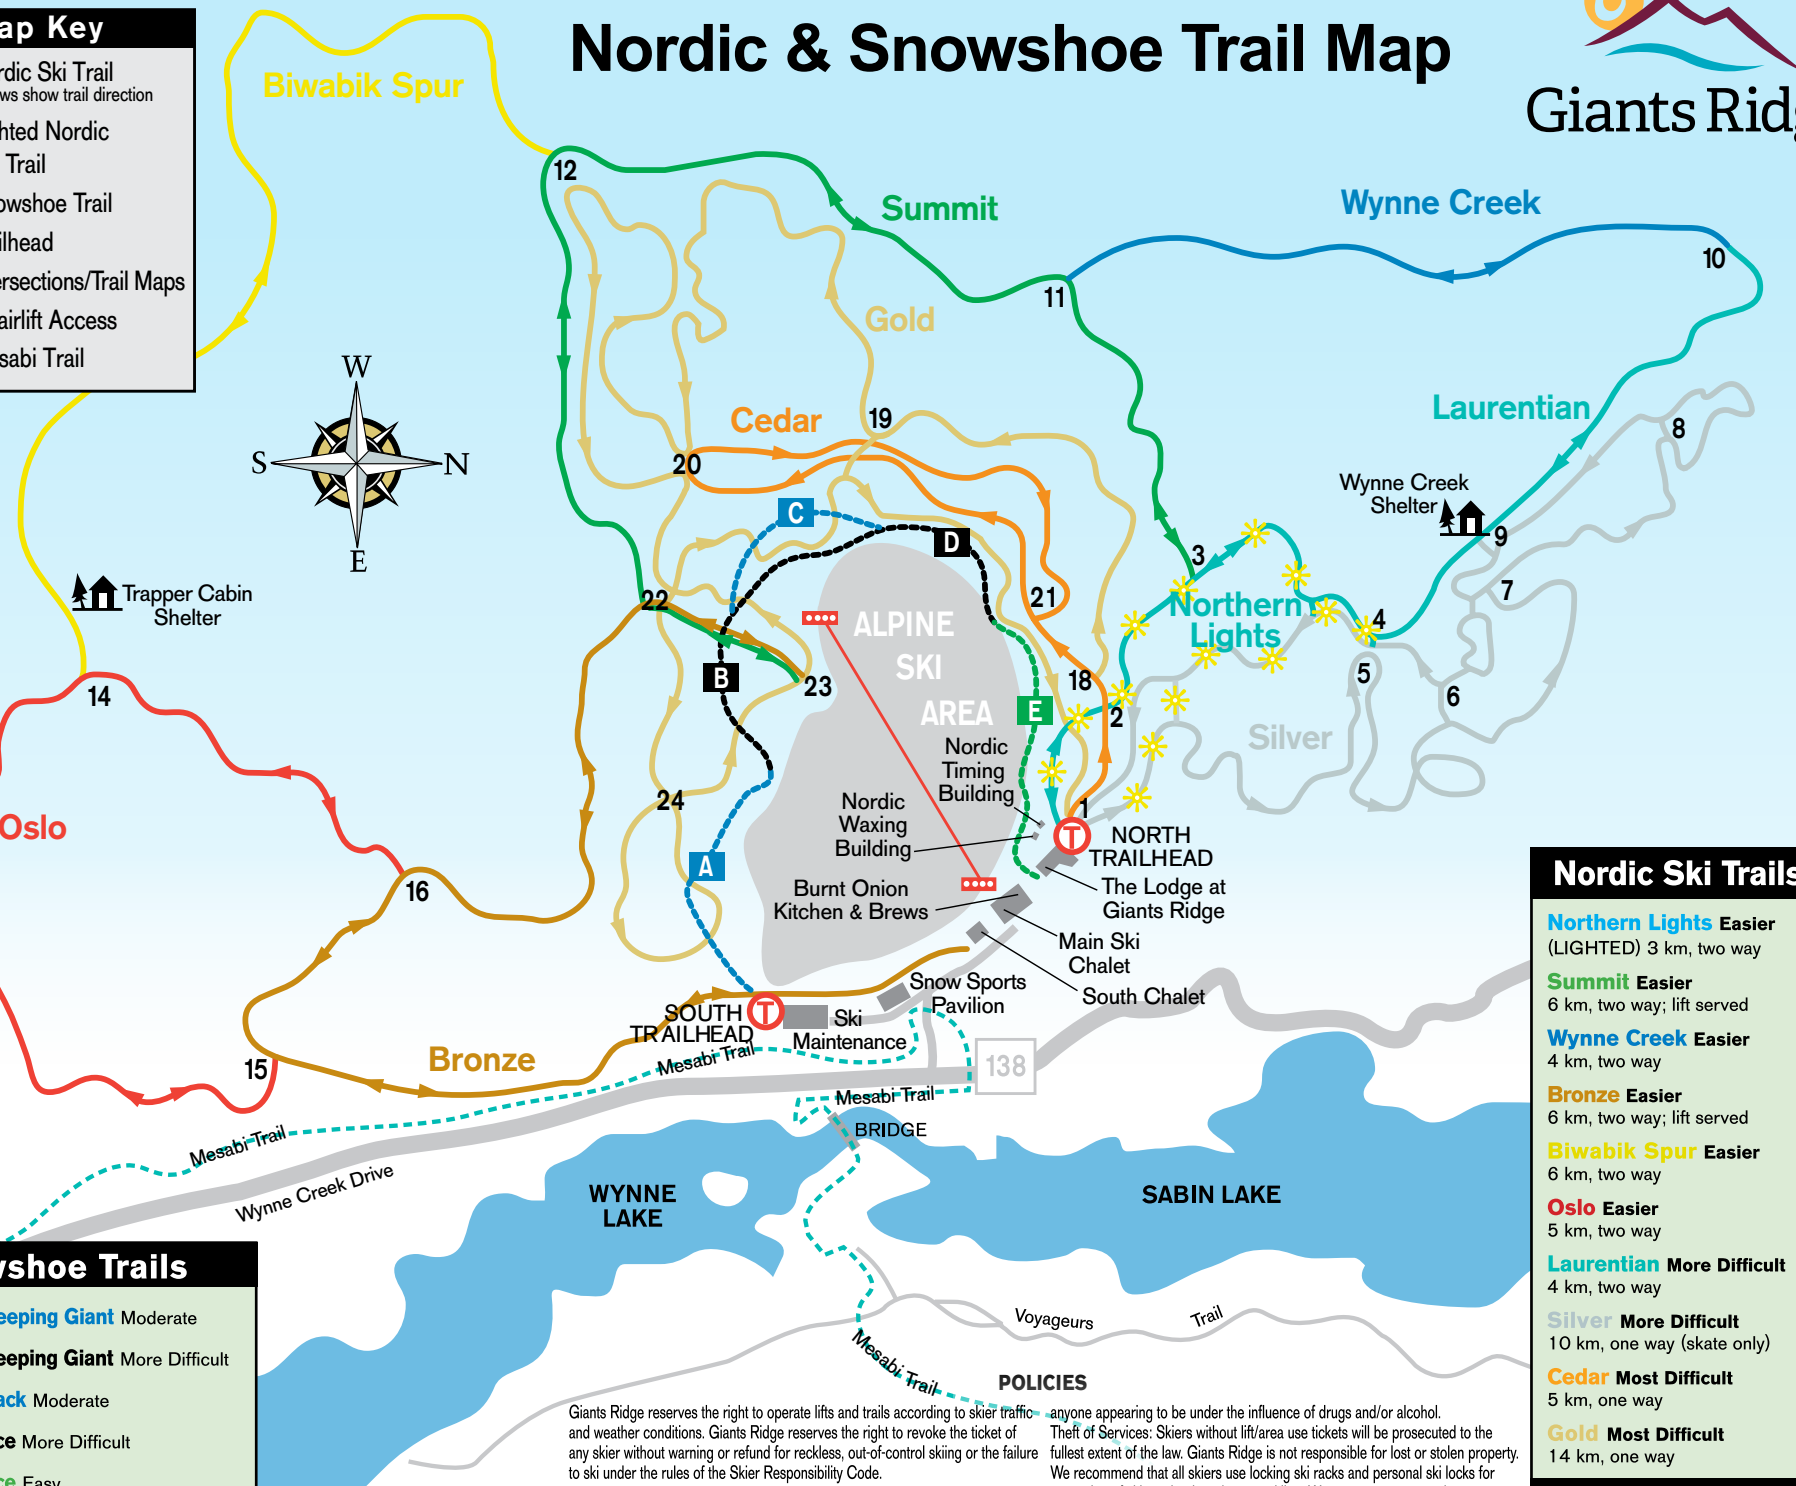 Nordic & Snowshoe Trail Map
Giants Ridg
ap Key
rdic Ski Trail
ws show trail direction
hted Nordic
Trail
owshoe Trail
ilhead
ersections/Trail Maps
airlift Access
sabi Trail
Biwabik Spur
12
Summit
Wynne Creek
10
11
Gold
W
S
N
E
Cedar
19
20
Laurentian
8
Wynne Creek
Shelter
9
C
D
3
7
Trapper Cabin
Shelter
22
21
Northern
Lights
4
ALPINE
SKI
AREA
B
23
18
5
6
14
E
2
Silver
Nordic
Timing
Building
24
Nordic
Waxing
Building
1
Oslo
T
NORTH
TRAILHEAD
A
16
Burnt Onion
Kitchen & Brews
The Lodge at
Giants Ridge
Main Ski
Chalet
South Chalet
Snow Sports
Pavilion
SOUTH
TRAILHEAD
T
Ski
Maintenance
15
Bronze
Mesabi Trail
138
Mesabi Trail
BRIDGE
Mesabi Trail
Wynne Creek Drive
WYNNE
LAKE
SABIN LAKE
Voyageurs
Trail
Mesabi Trail
wshoe Trails
eeping Giant Moderate
eeping Giant More Difficult
ack Moderate
ce More Difficult
ce Easy
Nordic Ski Trails
Northern Lights Easier
(LIGHTED) 3 km, two way
Summit Easier
6 km, two way; lift served
Wynne Creek Easier
4 km, two way
Bronze Easier
6 km, two way; lift served
Biwabik Spur Easier
6 km, two way
Oslo Easier
5 km, two way
Laurentian More Difficult
4 km, two way
Silver More Difficult
10 km, one way (skate only)
Cedar Most Difficult
5 km, one way
Gold Most Difficult
14 km, one way
POLICIES
Giants Ridge reserves the right to operate lifts and trails according to skier traffic
and weather conditions. Giants Ridge reserves the right to revoke the ticket of
any skier without warning or refund for reckless, out-of-control skiing or the failure
to ski under the rules of the Skier Responsibility Code.
anyone appearing to be under the influence of drugs and/or alcohol.
Theft of Services: Skiers without lift/area use tickets will be prosecuted to the
fullest extent of the law. Giants Ridge is not responsible for lost or stolen property.
We recommend that all skiers use locking ski racks and personal ski locks for